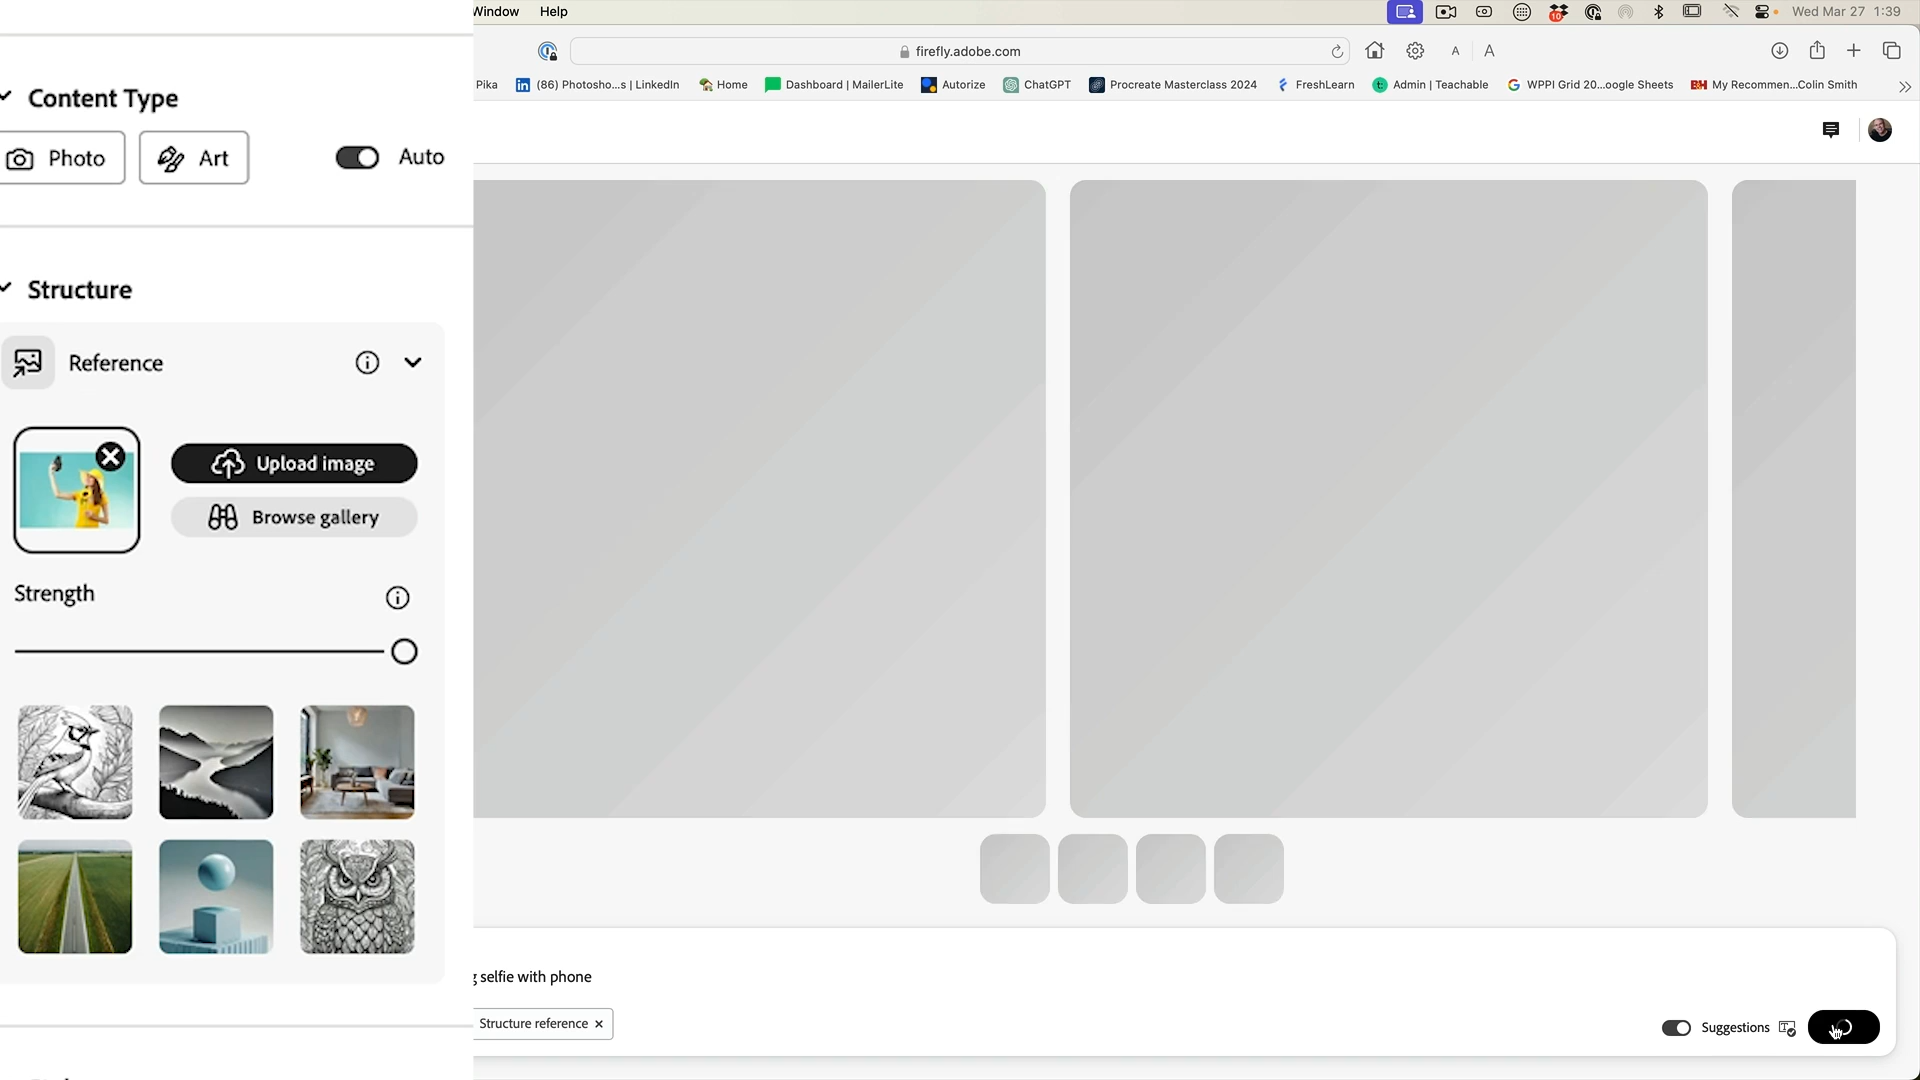 Window Help
Wed Mar 27 1:39
10
firefly.adobe.com
A A
Pika (86) Photosho...s | LinkedIn Home Dashboard | MailerLite Autorize ChatGPT Procreate Masterclass 2024 FreshLearn Admin | Teachable WPPI Grid 20...oogle Sheets My Recommen...Colin Smith
Content Type
Photo Art Auto
Structure
Reference
Upload image
Browse gallery
Strength
selfie with phone
Structure reference
Suggestions